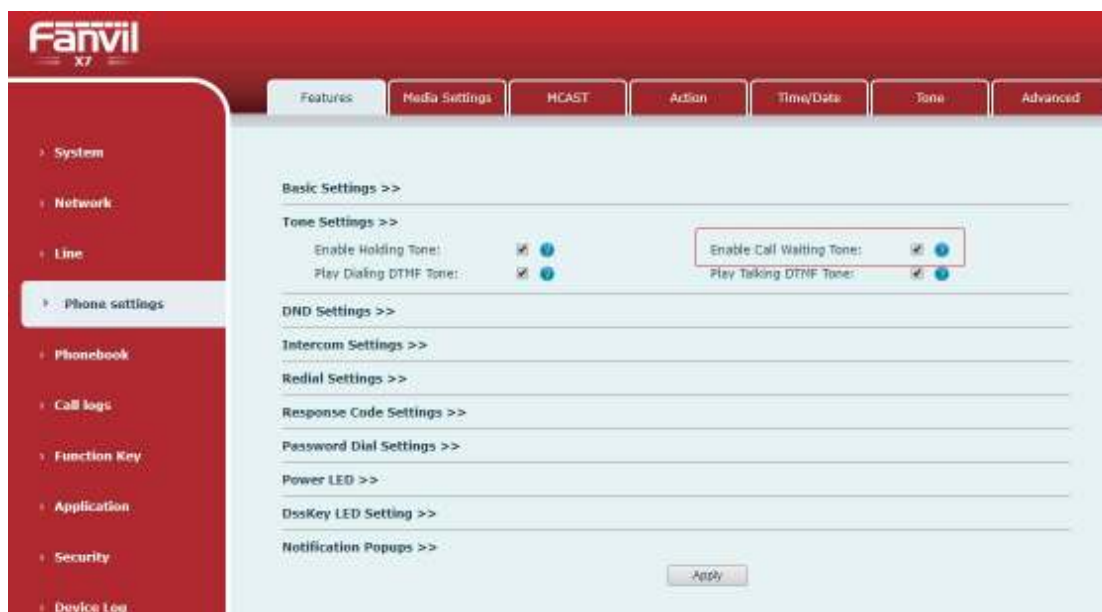 Fanvil
X7
Features Media Settings MCAST Action Time/Date Tone Advanced
System
Network
Line
Phone settings
Phonebook
Call logs
Function Key
Application
Security
Device Log
Basic Settings >>
Tone Settings >>
Enable Holding Tone: Enable Call Waiting Tone:
Play Dialing DTMF Tone: Play Talking DTMF Tone:
DND Settings >>
Intercom Settings >>
Redial Settings >>
Response Code Settings >>
Password Dial Settings >>
Power LED >>
DssKey LED Setting >>
Notification Popups >>
Apply